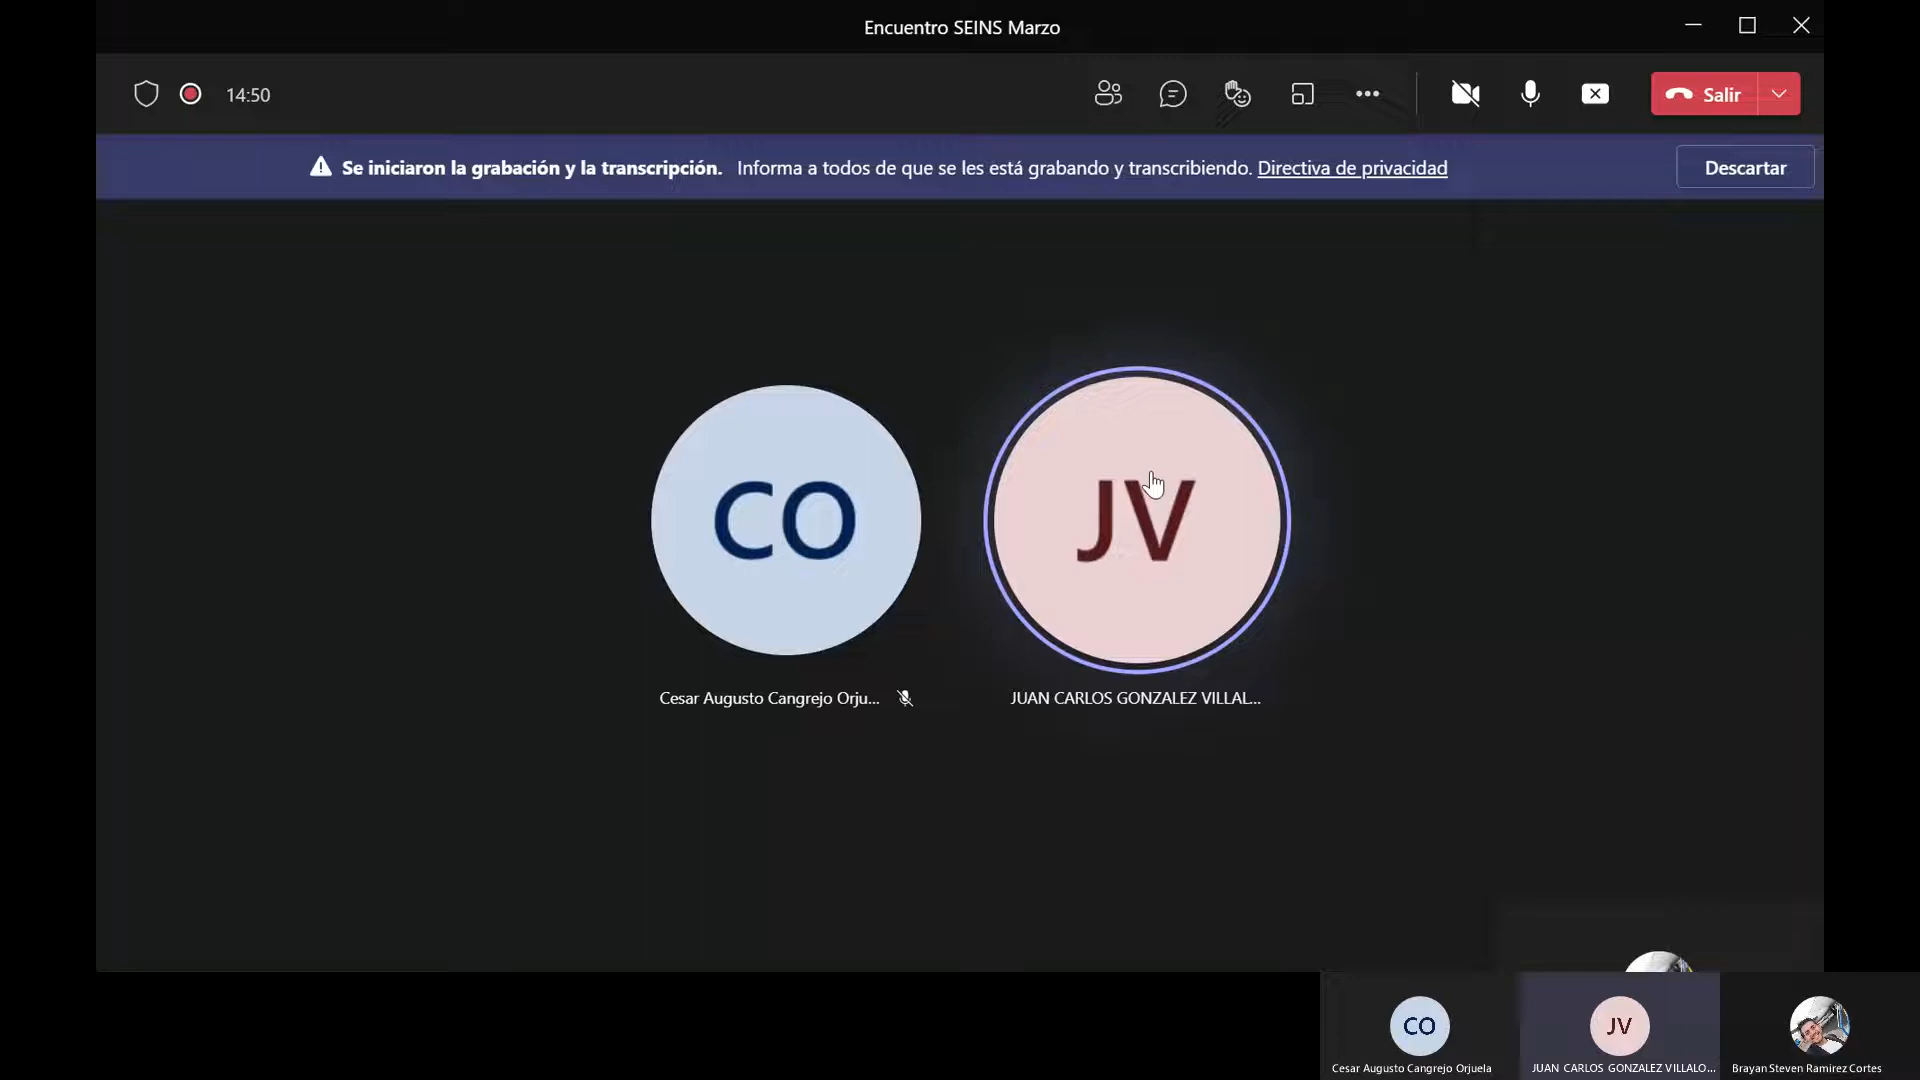 Encuentro SEINS Marzo
14:50
Salir
Se iniciaron la grabación y la transcripción. Informa a todos de que se les está grabando y transcribiendo. Directiva de privacidad
Descartar
CO
JV
Cesar Augusto Cangrejo Orju...
JUAN CARLOS GONZALEZ VILLAL...
CO
JV
Cesar Augusto Cangrejo Orjuela
JUAN CARLOS GONZALEZ VILLALO...
Brayan Steven Ramirez Cortes